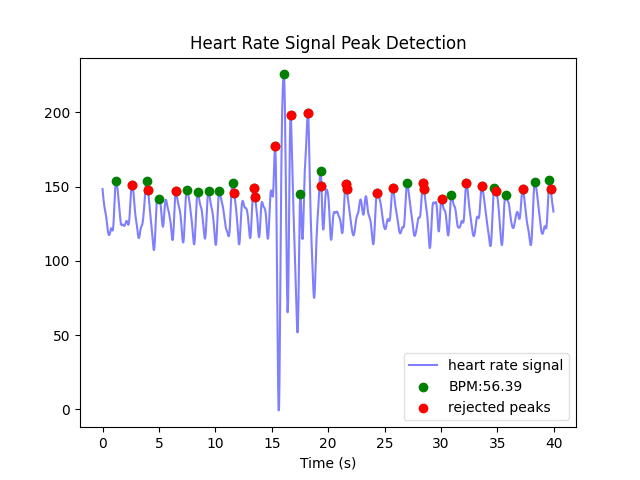 Heart Rate Signal Peak Detection
200
150
100
50
0
heart rate signal
BPM:56.39
rejected peaks
0 5 10 15 20 25 30 35 40
Time (s)